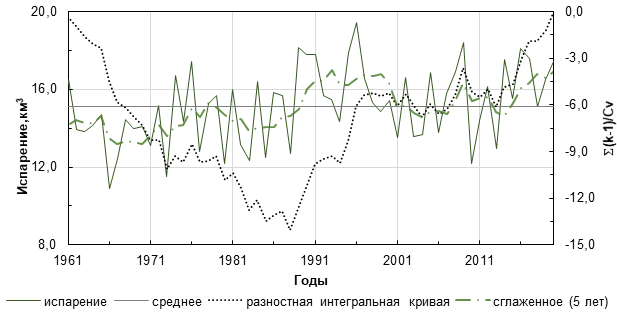 20,0
16,0
12,0
8,0
Испарение,км³
0,0
-3,0
-6,0
-9,0
-12,0
-15,0
Σ(k-1)/Cv
1961 1971 1981 1991 2001 2011
Годы
испарение среднее разностная интегральная кривая сглаженное (5 лет)